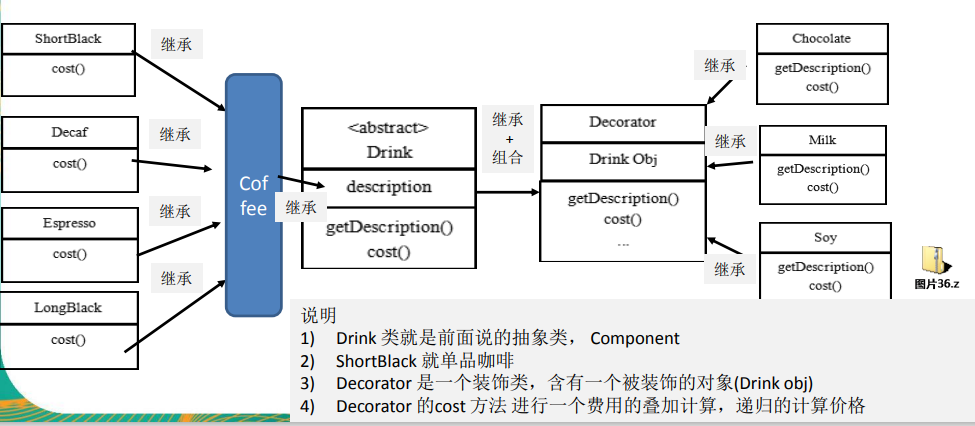 ShortBlack
cost()
继承
Decaf
cost()
继承
Espresso
cost()
继承
LongBlack
cost()
继承
Cof
fee
继承
<abstract>
Drink
description
getDescription()
cost()
继承
+
组合
Decorator
Drink Obj
getDescription()
cost()
...
继承
Chocolate
getDescription()
cost()
继承
Milk
getDescription()
cost()
继承
Soy
getDescription()
cost()
图片36.z
说明
1) Drink 类就是前面说的抽象类， Component
2) ShortBlack 就单品咖啡
3) Decorator 是一个装饰类，含有一个被装饰的对象(Drink obj)
4) Decorator 的cost 方法 进行一个费用的叠加计算，递归的计算价格